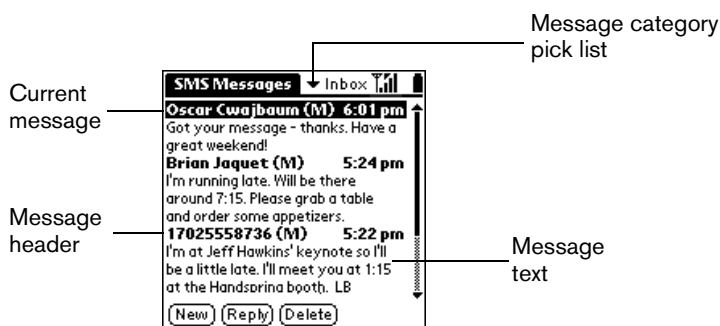 Message category
pick list
SMS Messages Inbox
Current
message
Oscar Cwajbaum (M) 6:01 pm
Got your message - thanks. Have a
great weekend!
Brian Jaquet (M) 5:24 pm
I'm running late. Will be there
around 7:15. Please grab a table
and order some appetizers.
Message
header
17025558736 (M) 5:22 pm
I'm at Jeff Hawkins' keynote so I'll
be a little late. I'll meet you at 1:15
at the Handspring booth. LB
Message
text
New Reply Delete